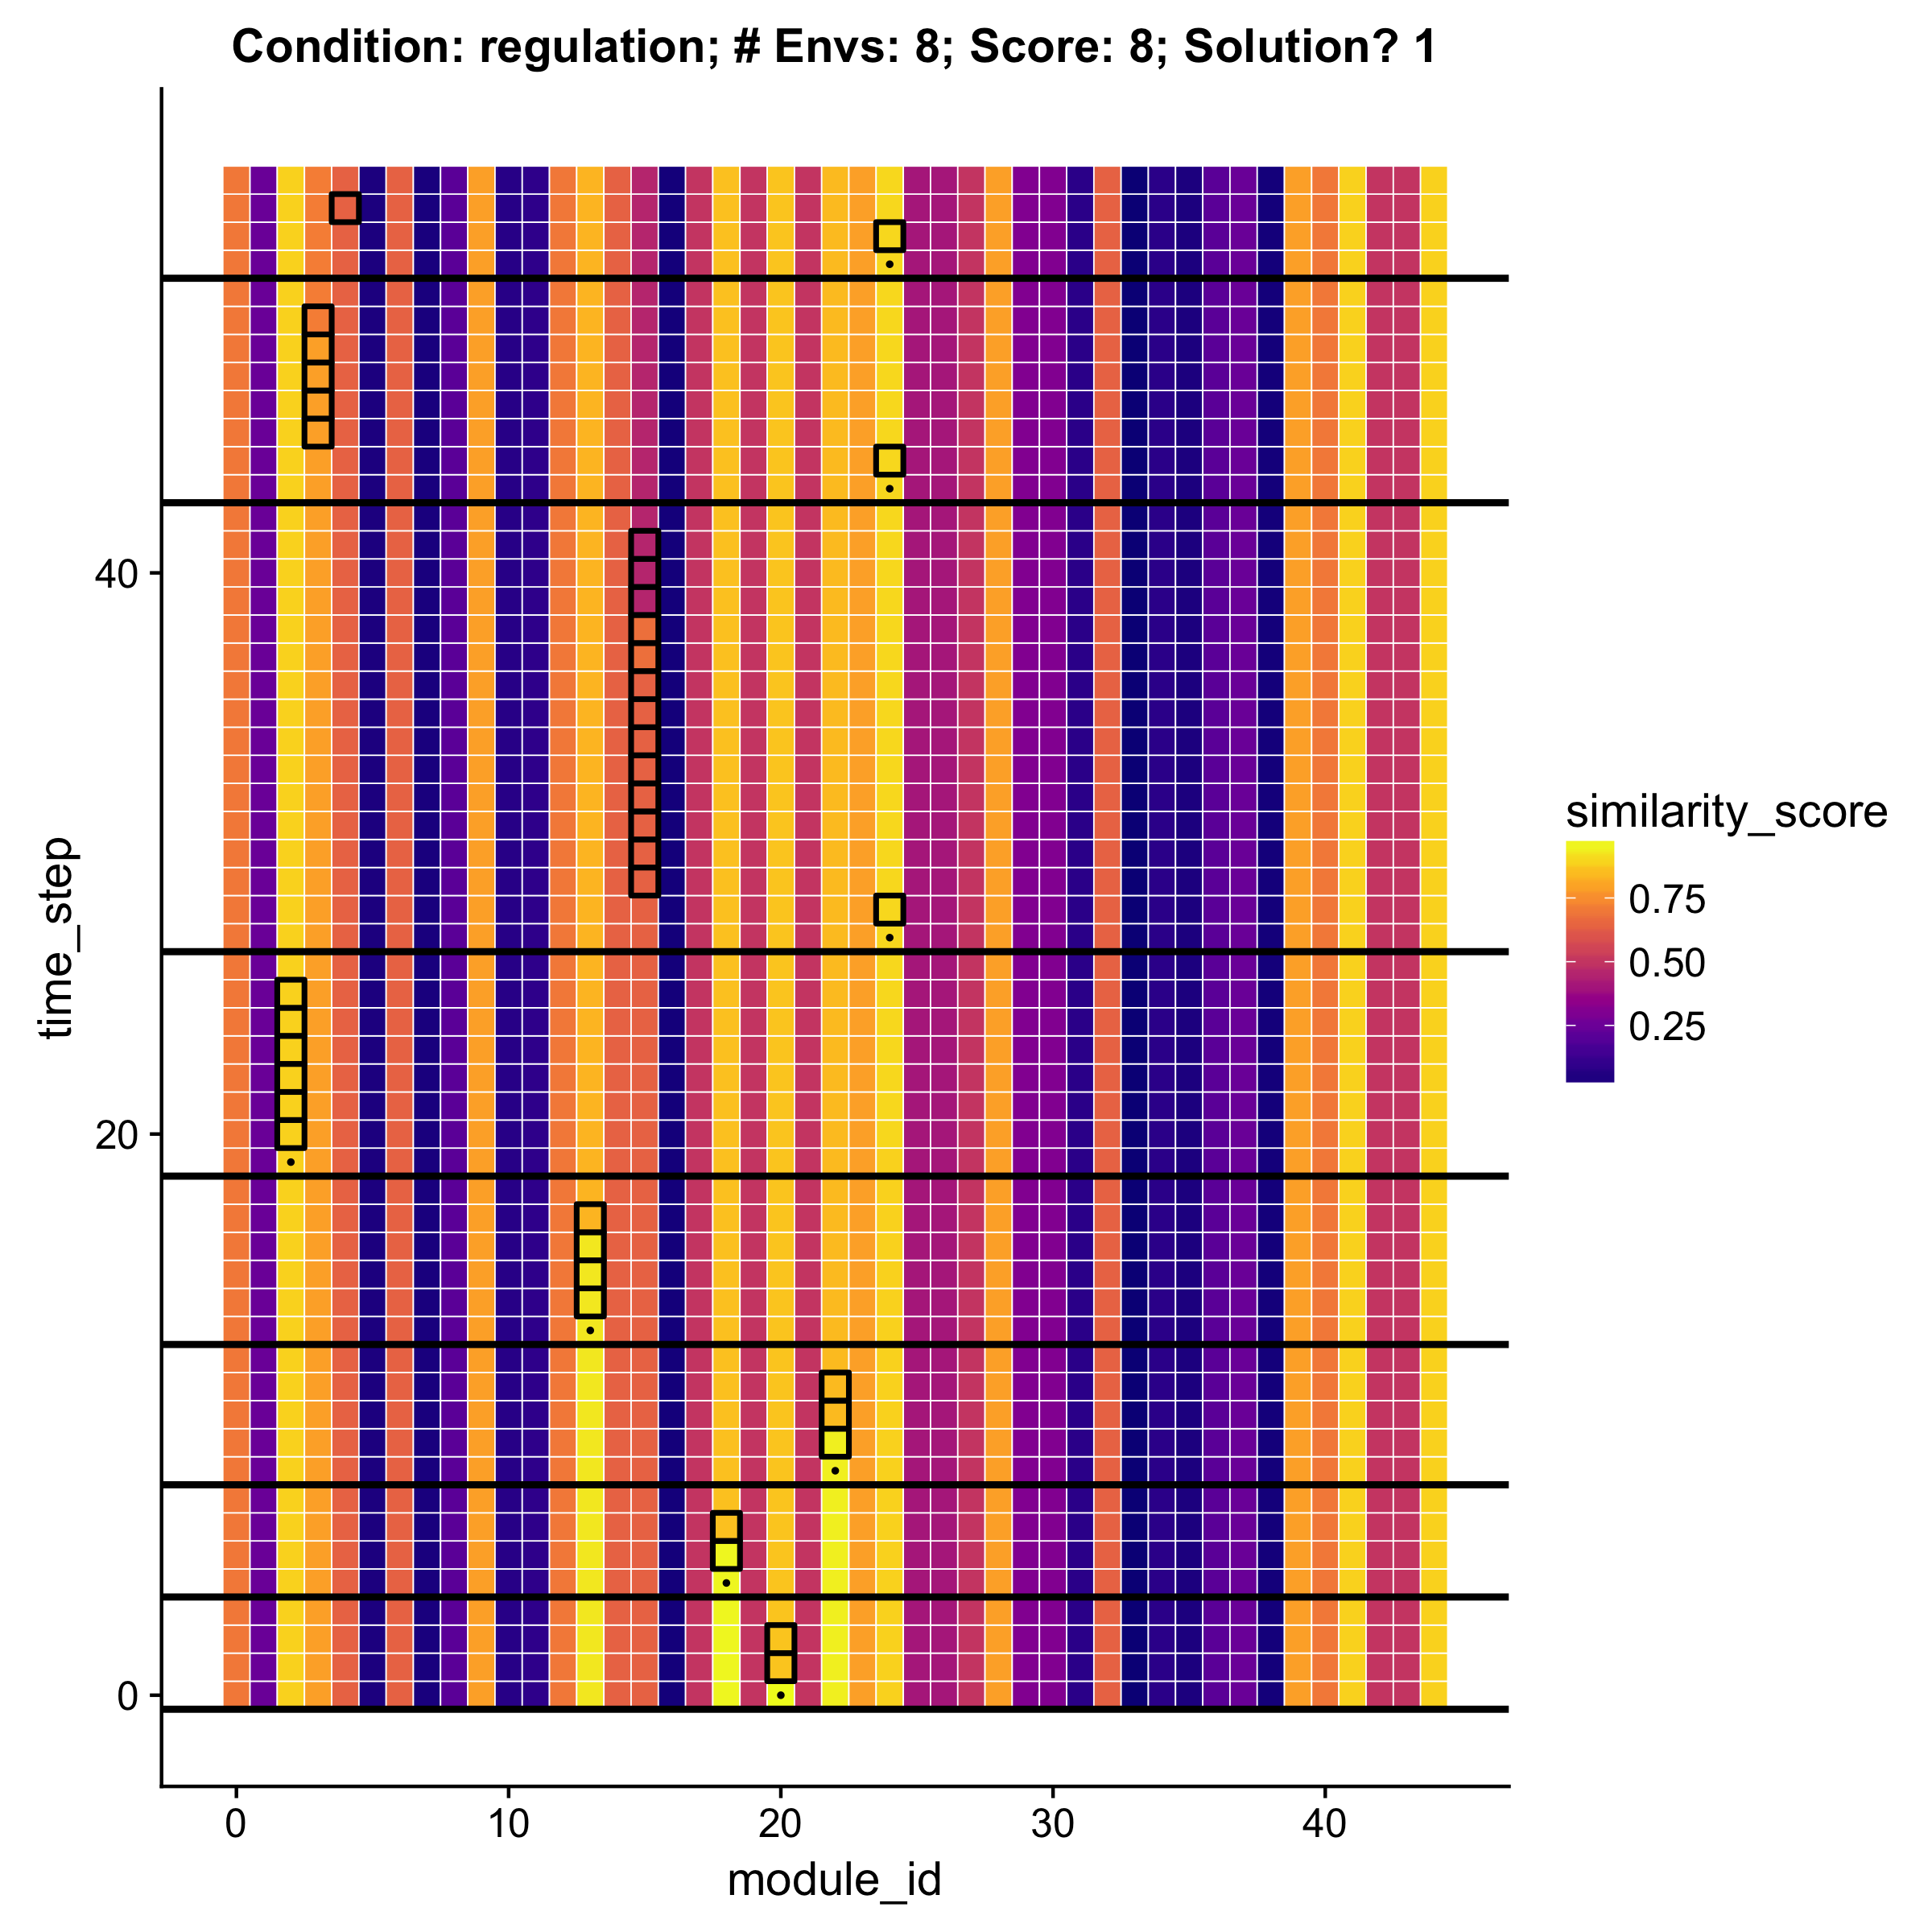 Condition: regulation; # Envs: 8; Score: 8; Solution? 1
time_step
40
20
0
0 10 20 30 40
module_id
similarity_score
0.75
0.50
0.25